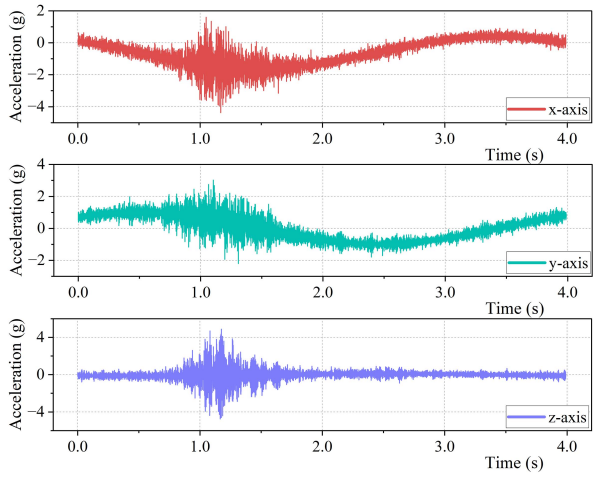 Acceleration (g)
2
0
−2
−4
x-axis
0.0 1.0 2.0 3.0 4.0
Time (s)
Acceleration (g)
4
2
0
−2
y-axis
0.0 1.0 2.0 3.0 4.0
Time (s)
Acceleration (g)
4
0
−4
z-axis
0.0 1.0 2.0 3.0 4.0
Time (s)